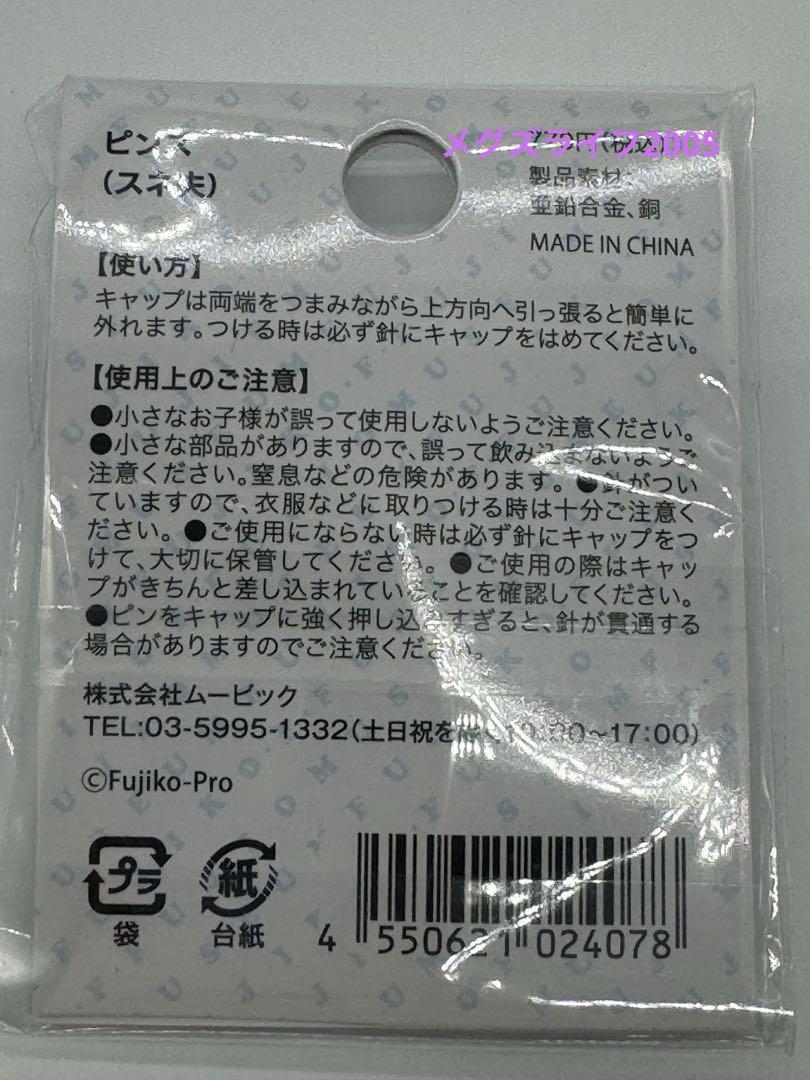 ピンズ
(スネ夫)
770円(税込)
メグズライフ2005
製品素材:
亜鉛合金、銅
MADE IN CHINA
【使い方】
キャップは両端をつまみながら上方向へ引っ張ると簡単に
外れます。つける時は必ず針にキャップをはめてください。
【使用上のご注意】
●小さなお子様が誤って使用しないようご注意ください。
●小さな部品がありますので、誤って飲み込まないようご
注意ください。窒息などの危険があります。●針がつい
ていますので、衣服などに取りつける時は十分ご注意く
ださい。●ご使用にならない時は必ず針にキャップをつ
けて、大切に保管してください。●ご使用の際はキャッ
プがきちんと差し込まれていることを確認してください。
●ピンをキャップに強く押し込みすぎると、針が貫通する
場合がありますのでご注意ください。
株式会社ムービック
TEL:03-5995-1332(土日祝を除く10:00～17:00)
©Fujiko-Pro
プラ
袋
紙
台紙
4 550621 024078